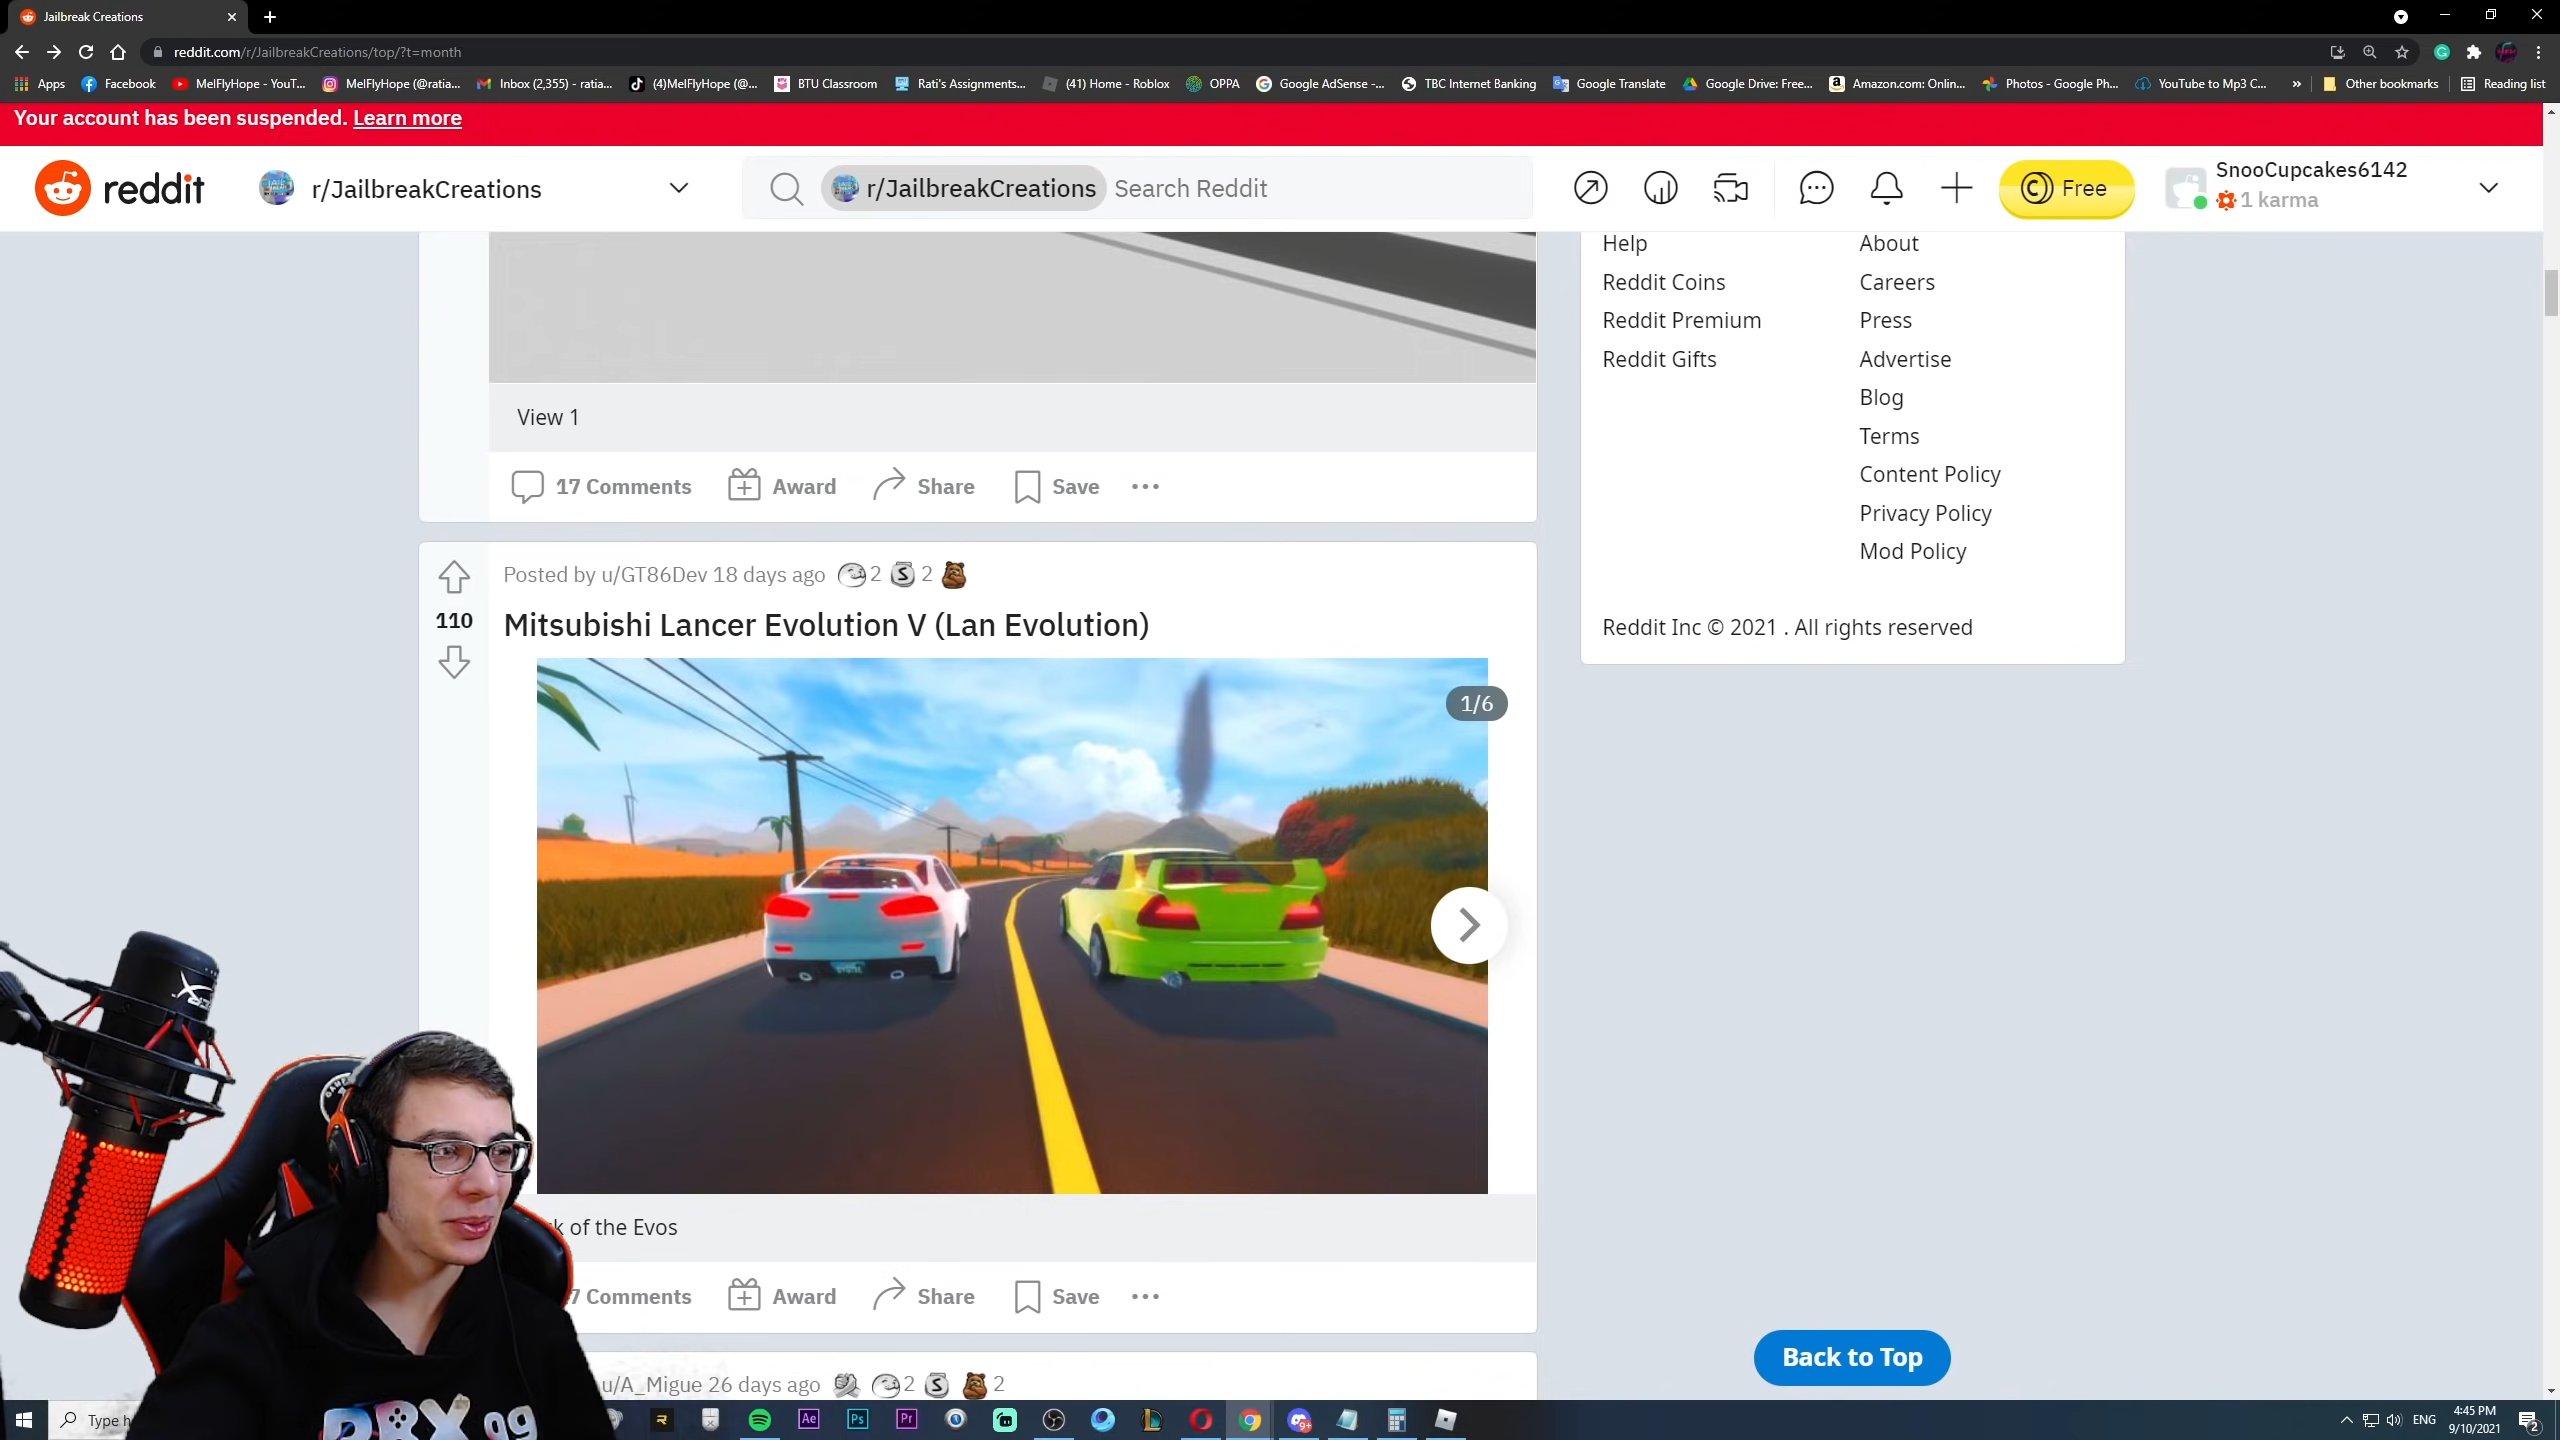 Jailbreak Creations
reddit.com/r/JailbreakCreations/top/?t=month
Apps
Facebook
MelFlyHope - YouT...
MelFlyHope (@ratia...
Inbox (2,355) - ratia...
(4)MelFlyHope (@...
BTU Classroom
Rati's Assignments...
(41) Home - Roblox
OPPA
Google AdSense -...
TBC Internet Banking
Google Translate
Google Drive: Free...
Amazon.com: Onlin...
Photos - Google Ph...
YouTube to Mp3 C...
»
Other bookmarks
Reading list
Your account has been suspended. Learn more
reddit
r/JailbreakCreations
r/JailbreakCreations Search Reddit
Free
SnooCupcakes6142
1 karma
View 1
17 Comments Award Share Save
Posted by u/GT86Dev 18 days ago 2 S 2
110
Mitsubishi Lancer Evolution V (Lan Evolution)
1/6
of the Evos
Comments Award Share Save
u/A_Migue 26 days ago 2 S 2
Help
Reddit Coins
Reddit Premium
Reddit Gifts
About
Careers
Press
Advertise
Blog
Terms
Content Policy
Privacy Policy
Mod Policy
Reddit Inc © 2021 . All rights reserved
Back to Top
Type
Ae
Ps
Pr
9+
ENG
4:45 PM
9/10/2021
2